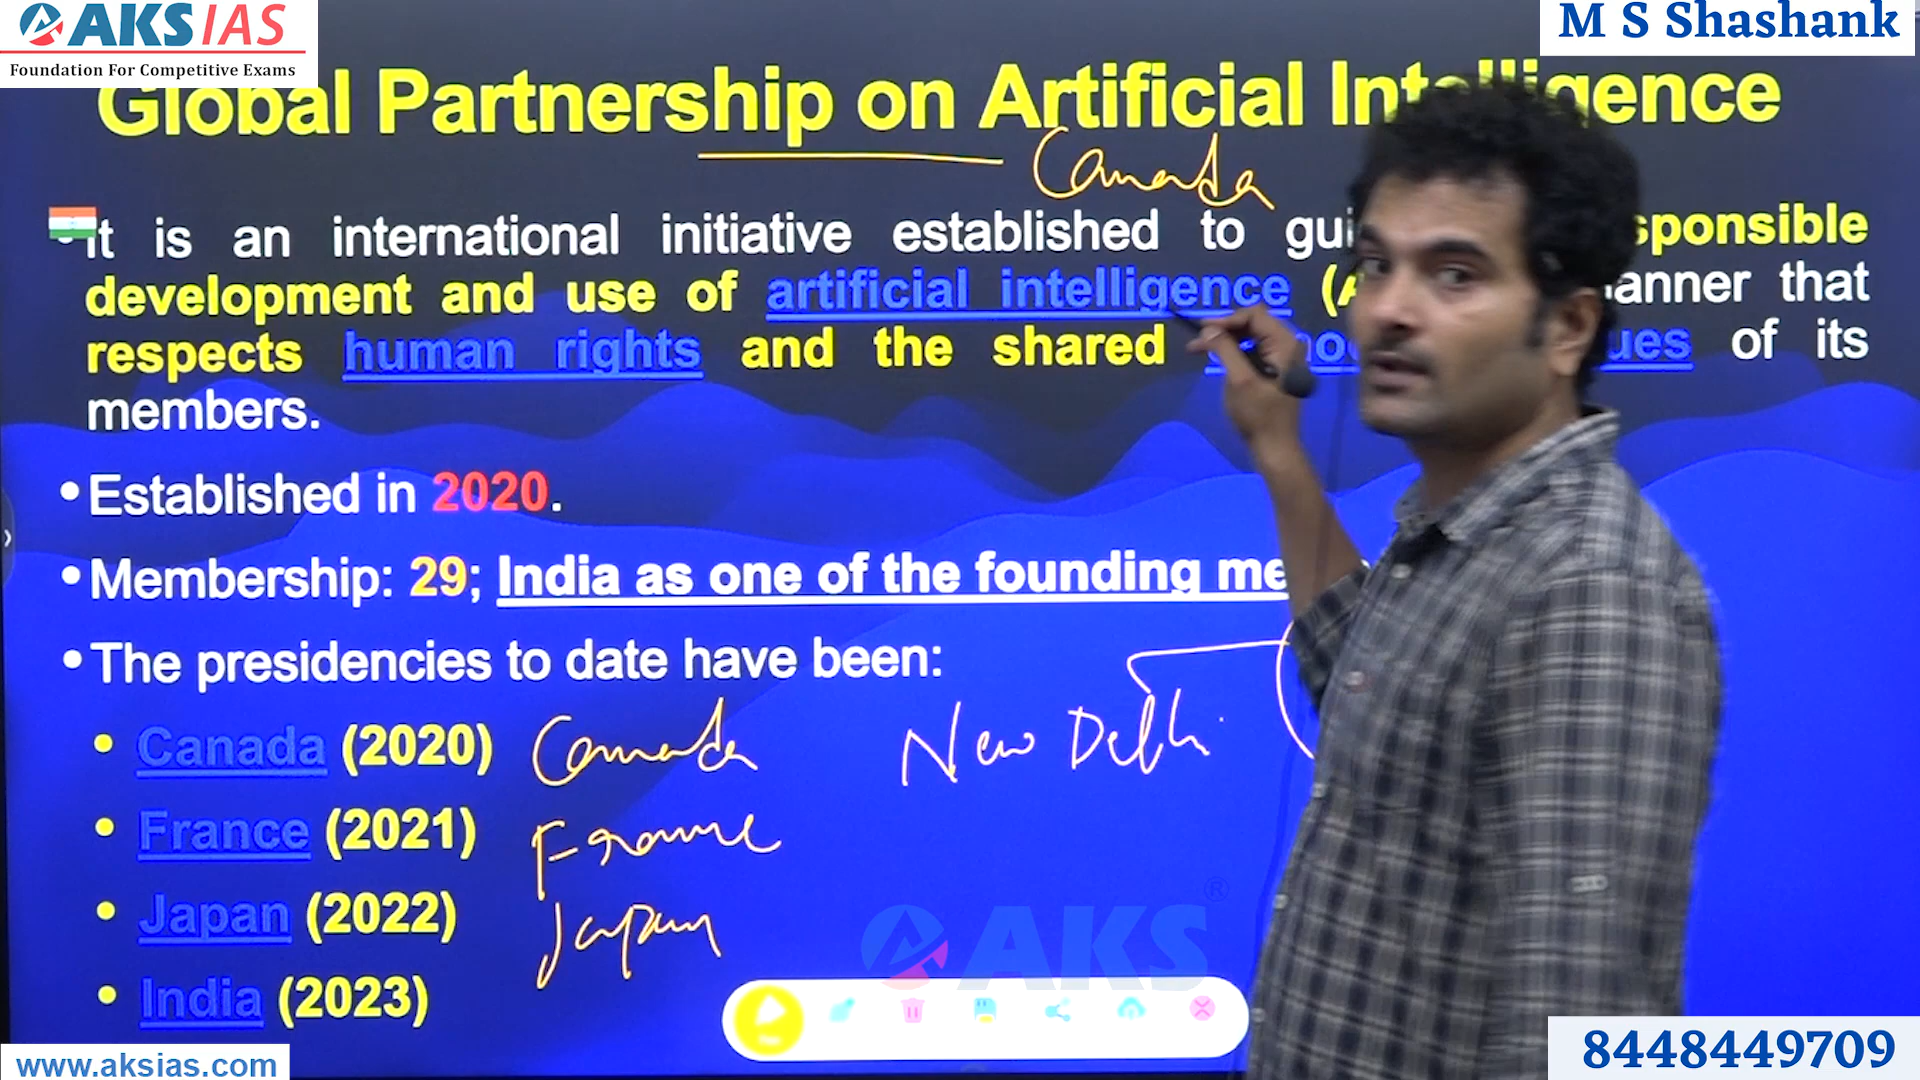 AKS IAS
Foundation For Competitive Exams
M S Shashank
Global Partnership on Artificial Intelligence
Canada
It is an international initiative established to gui sponsible
development and use of artificial intelligence (A anner that
respects human rights and the shared ues of its
members.
• Established in 2020.
• Membership: 29; India as one of the founding me
• The presidencies to date have been:
• Canada (2020) Canada New Delhi
• France (2021) France
• Japan (2022) Japan
• India (2023)
AKS®
www.aksias.com
8448449709